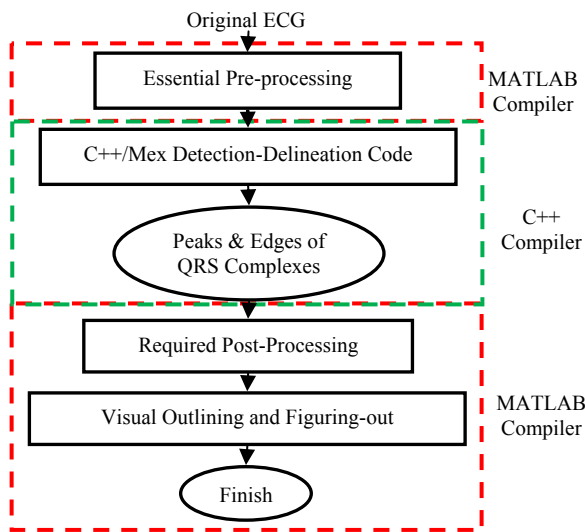 Original ECG
Essential Pre-processing
MATLAB
Compiler
C++/Mex Detection-Delineation Code
Peaks & Edges of
QRS Complexes
C++
Compiler
Required Post-Processing
Visual Outlining and Figuring-out
MATLAB
Compiler
Finish